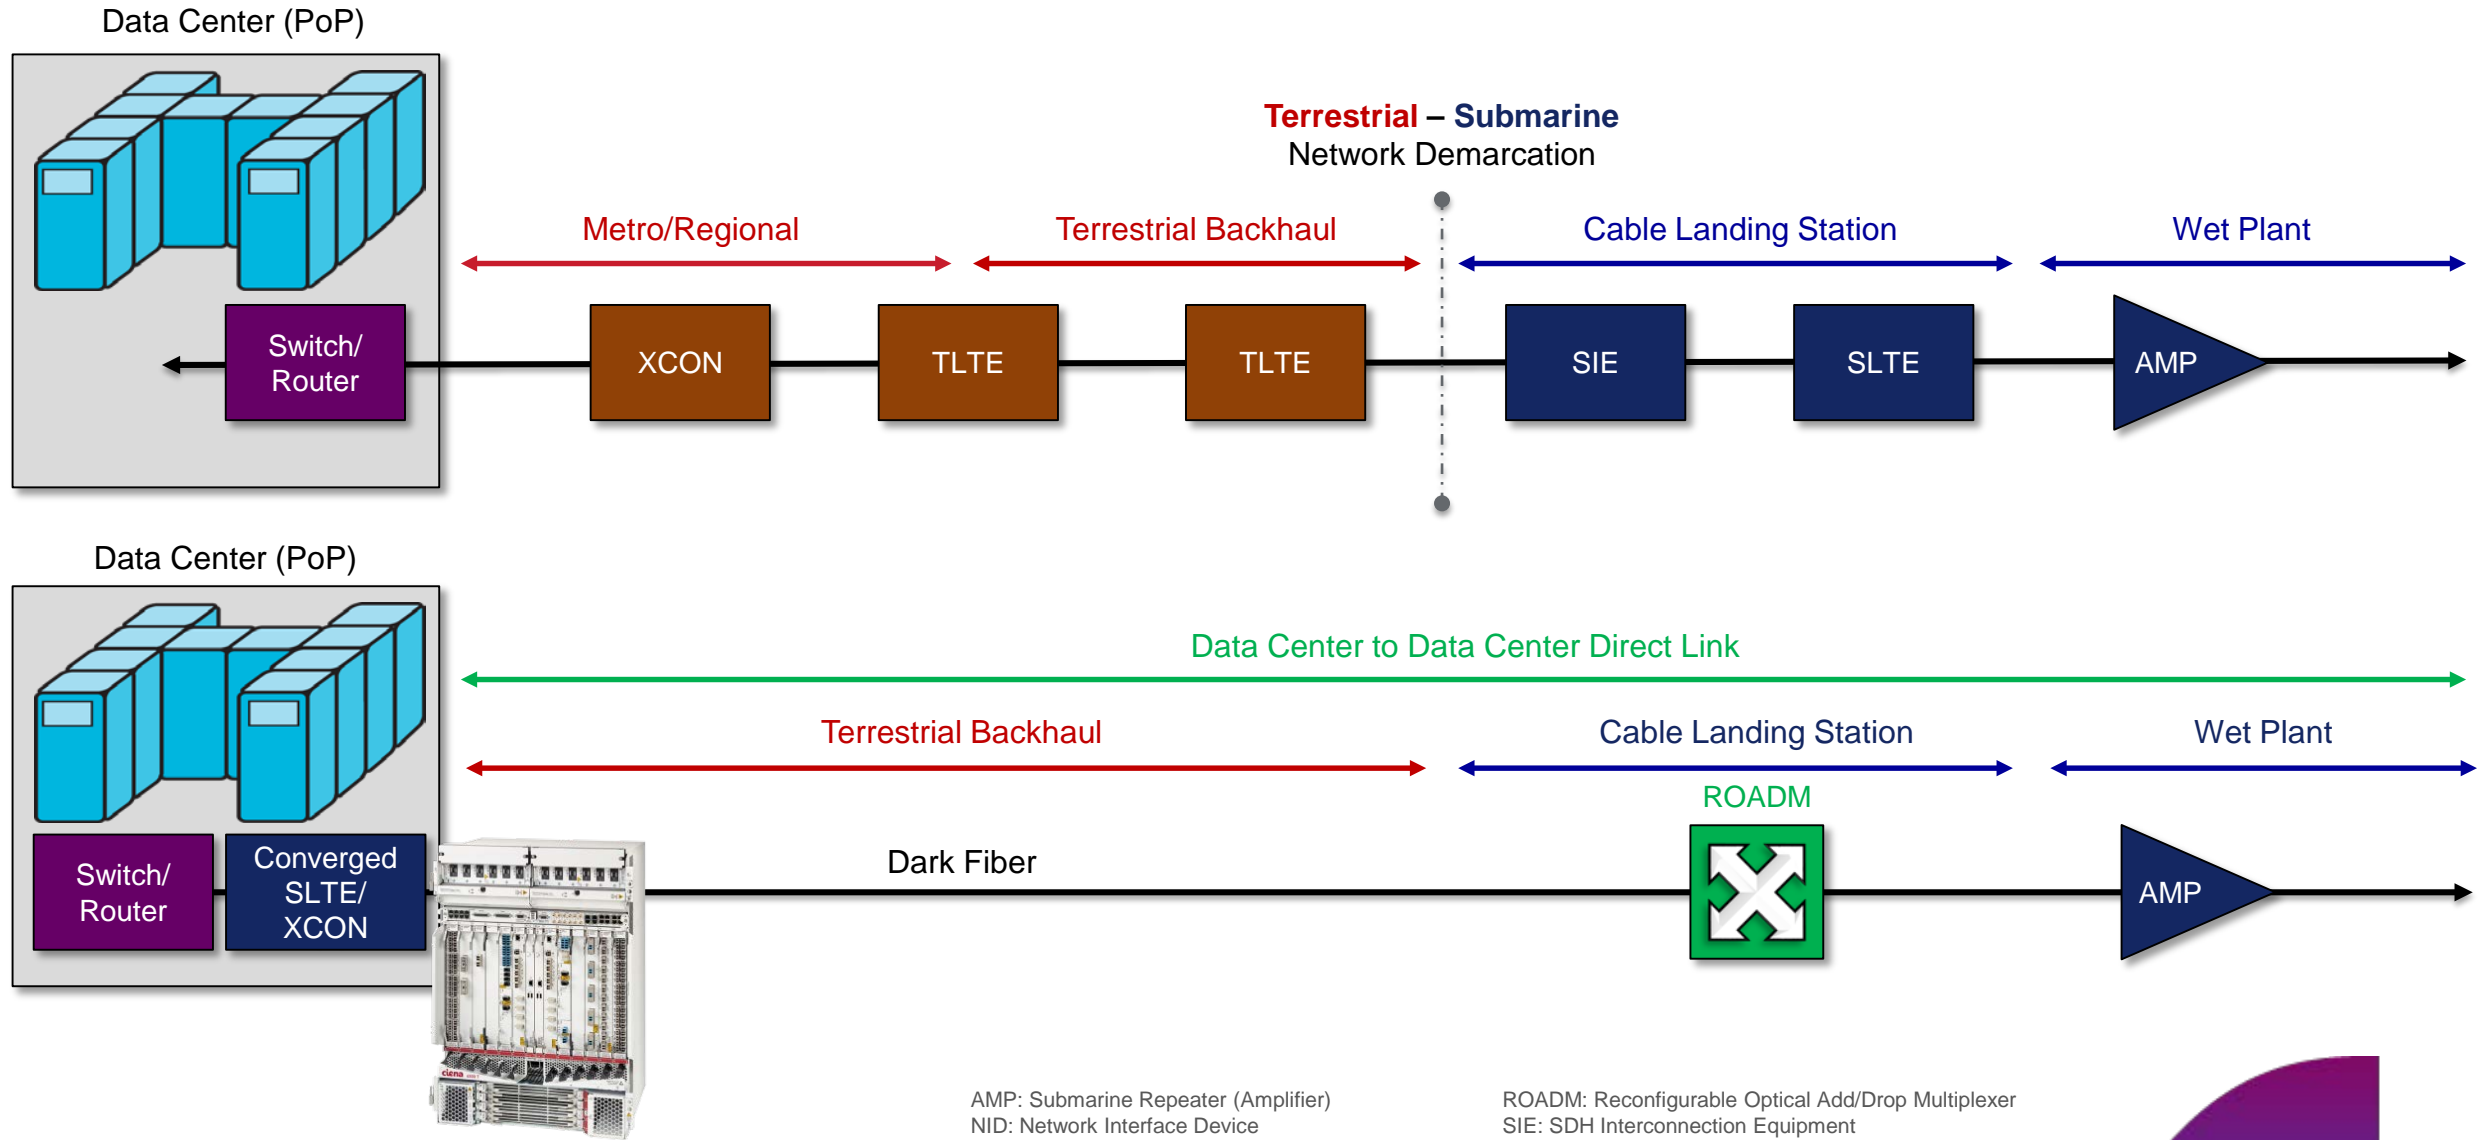 Data Center (PoP)
Terrestrial – Submarine
Network Demarcation
Metro/Regional
Terrestrial Backhaul
Cable Landing Station
Wet Plant
Switch/
Router
XCON
TLTE
TLTE
SIE
SLTE
AMP
Data Center (PoP)
Data Center to Data Center Direct Link
Terrestrial Backhaul
Cable Landing Station
Wet Plant
ROADM
Switch/
Router
Converged
SLTE/
XCON
Dark Fiber
AMP
ciena
AMP: Submarine Repeater (Amplifier)
NID: Network Interface Device
ROADM: Reconfigurable Optical Add/Drop Multiplexer
SIE: SDH Interconnection Equipment